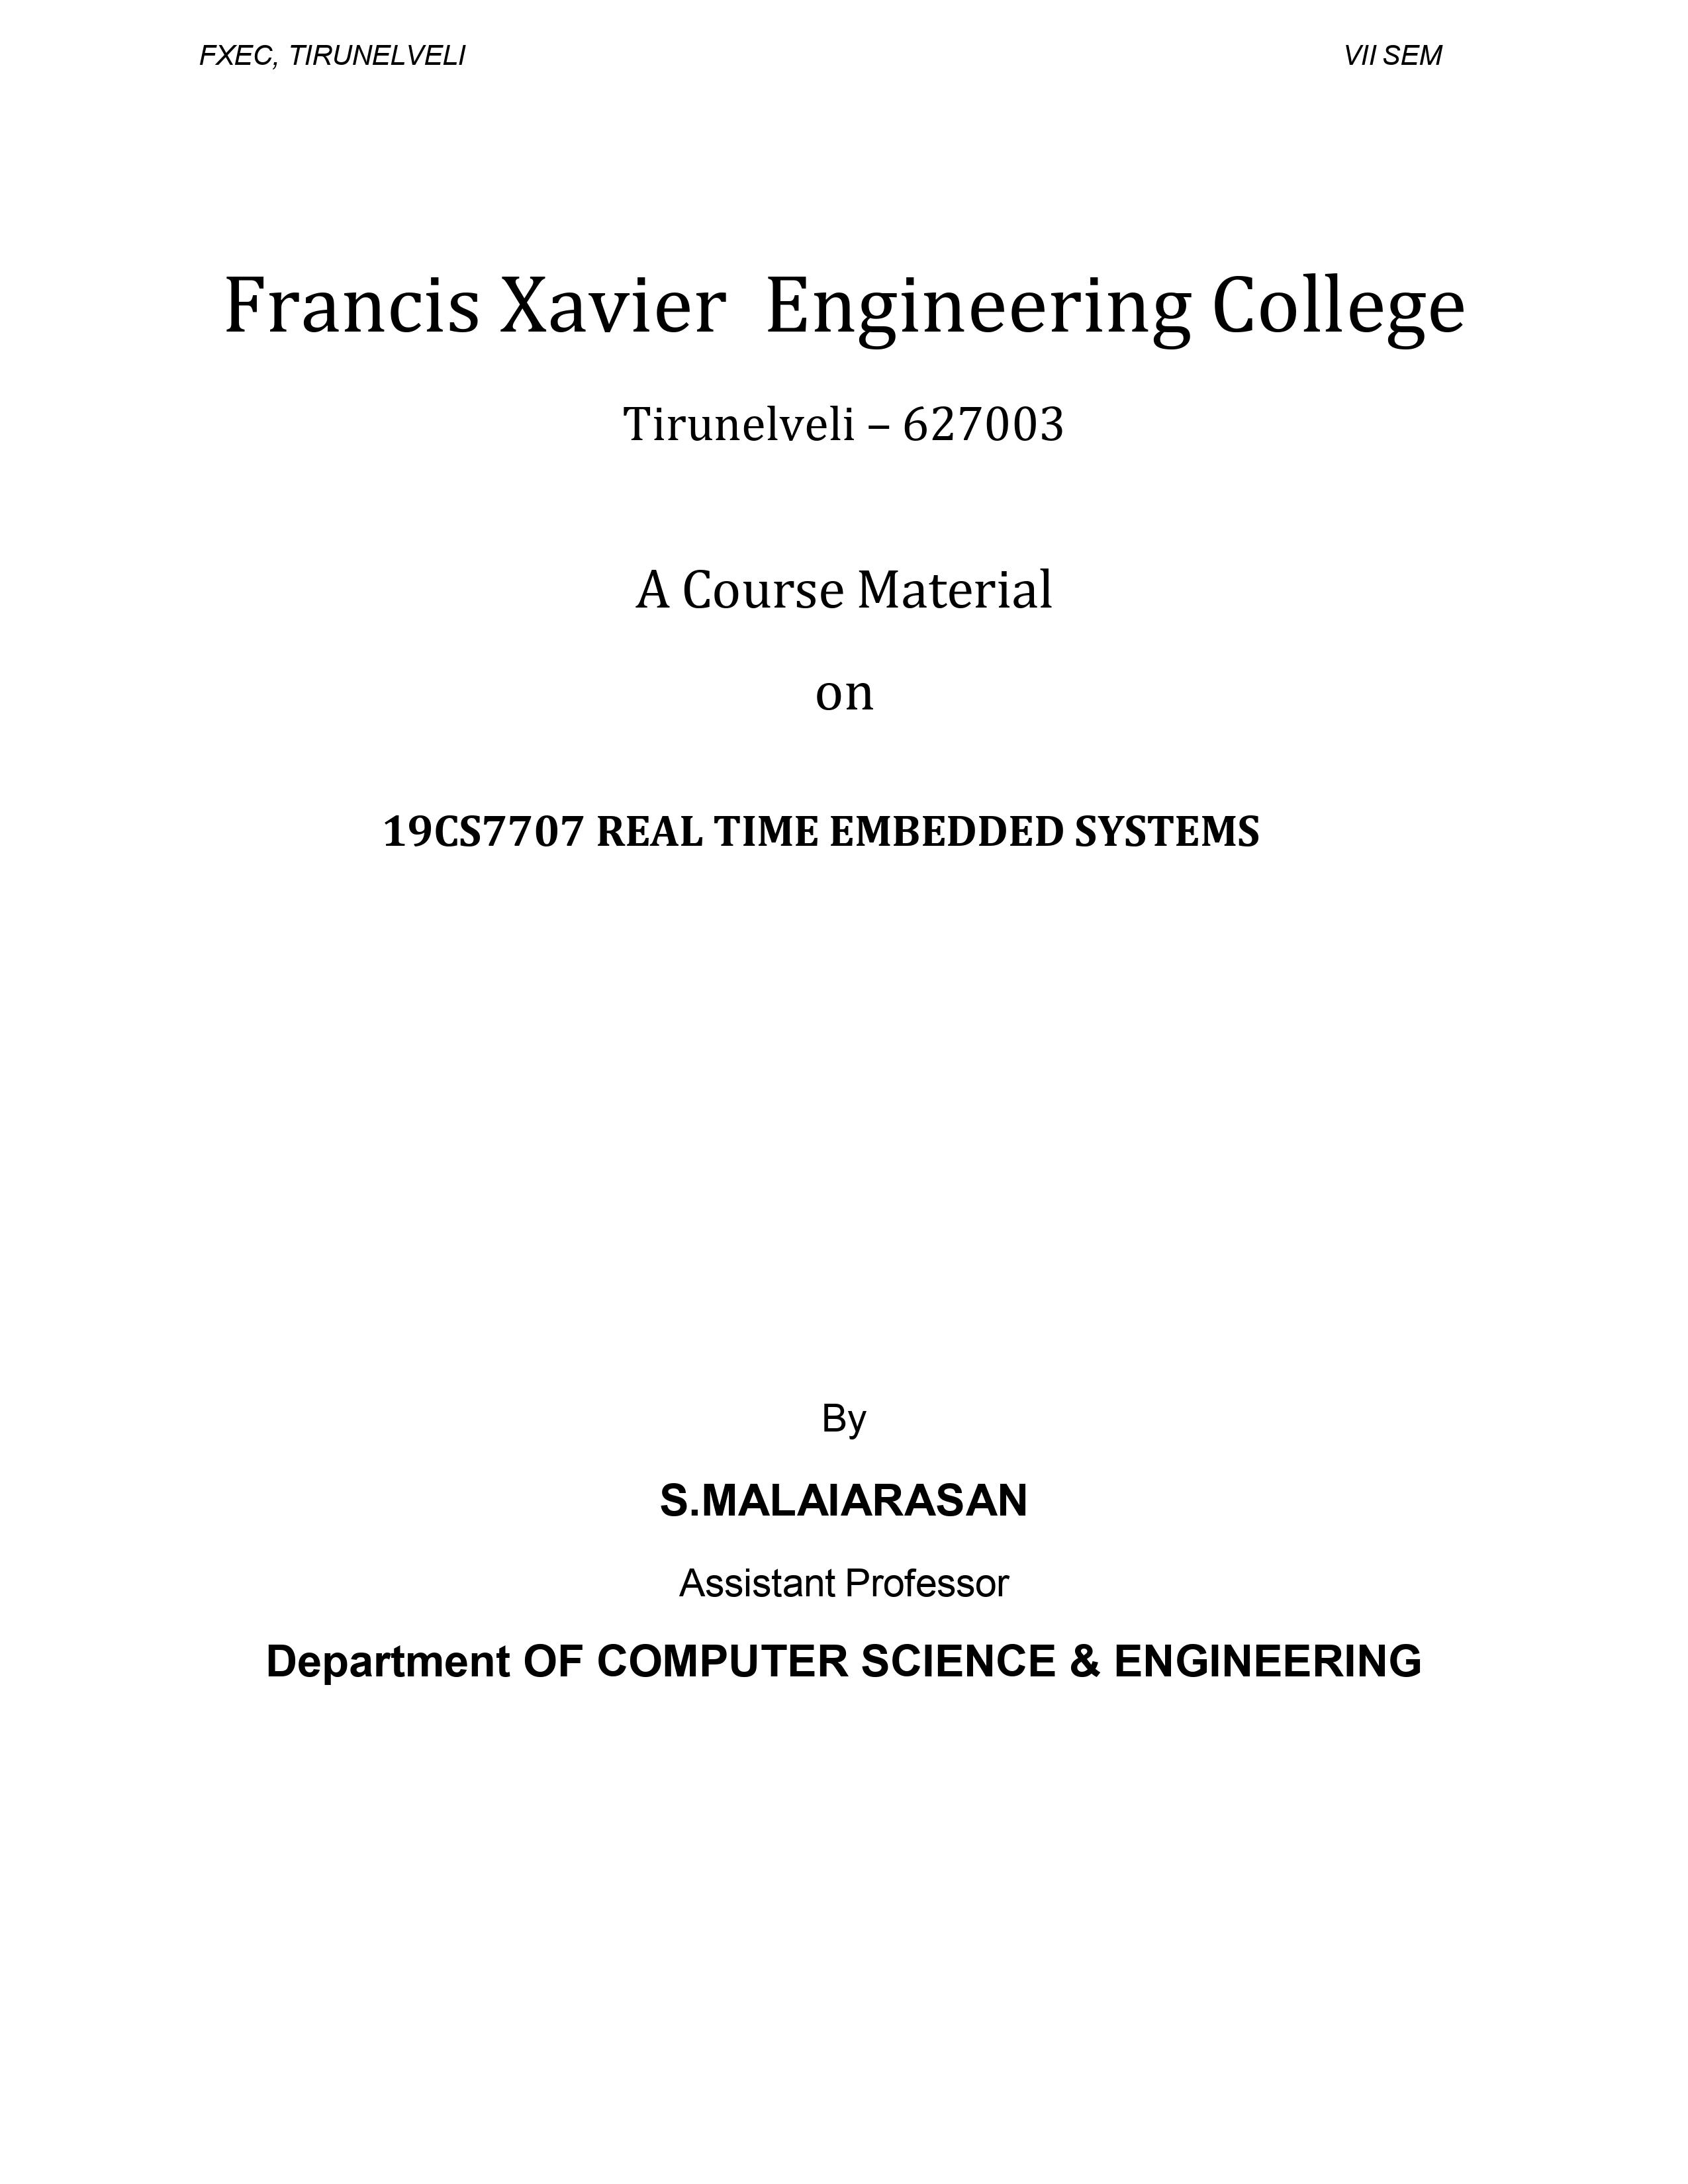 FXEC, TIRUNELVELI VII SEM
Francis Xavier Engineering College
Tirunelveli – 627003
A Course Material
on
19CS7707 REAL TIME EMBEDDED SYSTEMS
By
S.MALAIARASAN
Assistant Professor
Department OF COMPUTER SCIENCE & ENGINEERING